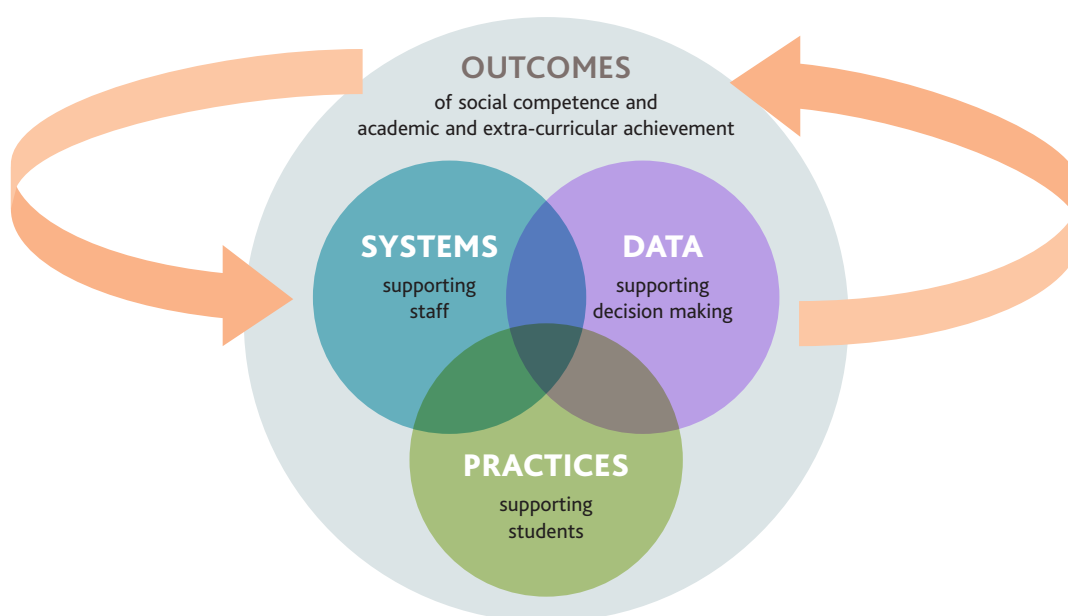 OUTCOMES
of social competence and
academic and extra-curricular achievement
SYSTEMS
supporting
staff
DATA
supporting
decision making
PRACTICES
supporting
students